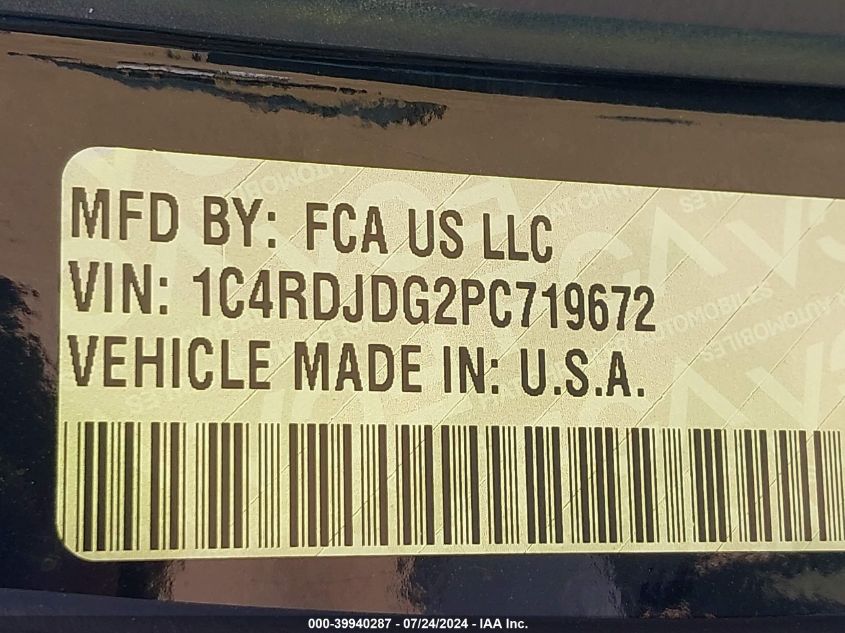 MFD BY: FCA US LLC
VIN: 1C4RDJDG2PC719672
VEHICLE MADE IN: U.S.A.
000-39940287 - 07/24/2024 - IAA Inc.